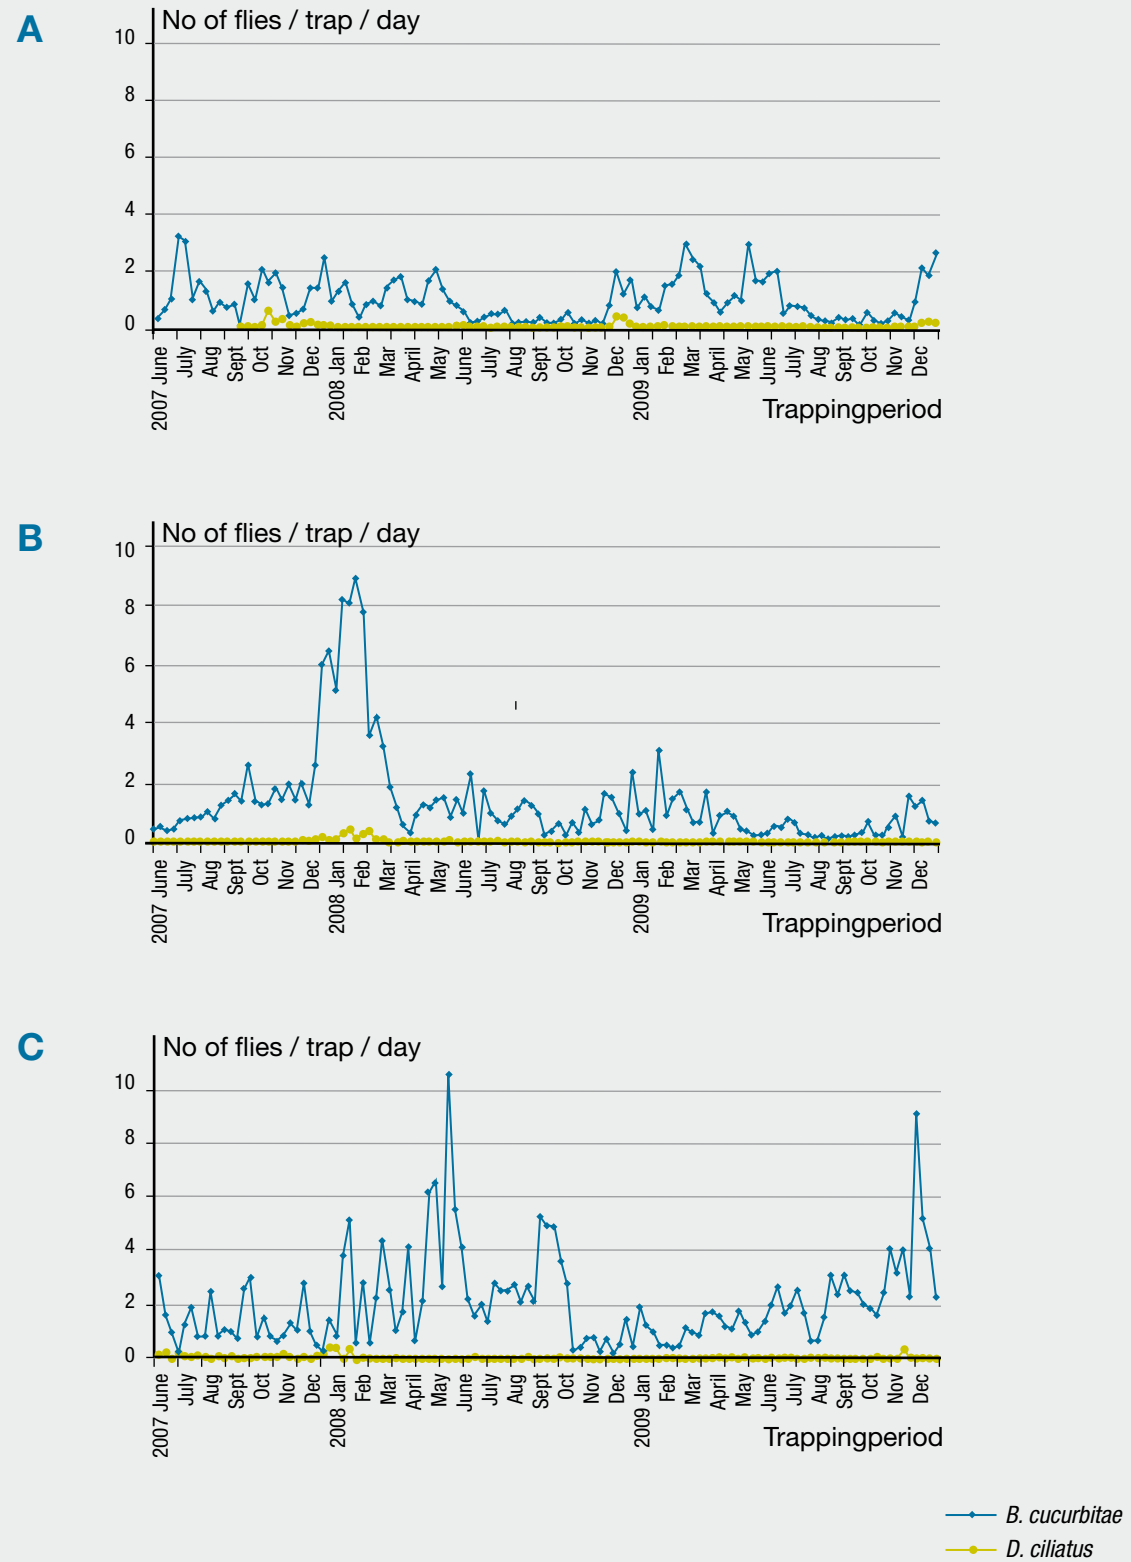 A
No of flies / trap / day
10
8
6
4
2
0
2007 June July Aug Sept Oct Nov Dec 2008 Jan Feb Mar April May June July Aug Sept Oct Nov Dec 2009 Jan Feb Mar April May June July Aug Sept Oct Nov Dec
Trappingperiod
B
No of flies / trap / day
10
8
6
4
2
0
2007 June July Aug Sept Oct Nov Dec 2008 Jan Feb Mar April May June July Aug Sept Oct Nov Dec 2009 Jan Feb Mar April May June July Aug Sept Oct Nov Dec
Trappingperiod
C
No of flies / trap / day
10
8
6
4
2
0
2007 June July Aug Sept Oct Nov Dec 2008 Jan Feb Mar April May June July Aug Sept Oct Nov Dec 2009 Jan Feb Mar April May June July Aug Sept Oct Nov Dec
Trappingperiod
B. cucurbitae
D. ciliatus